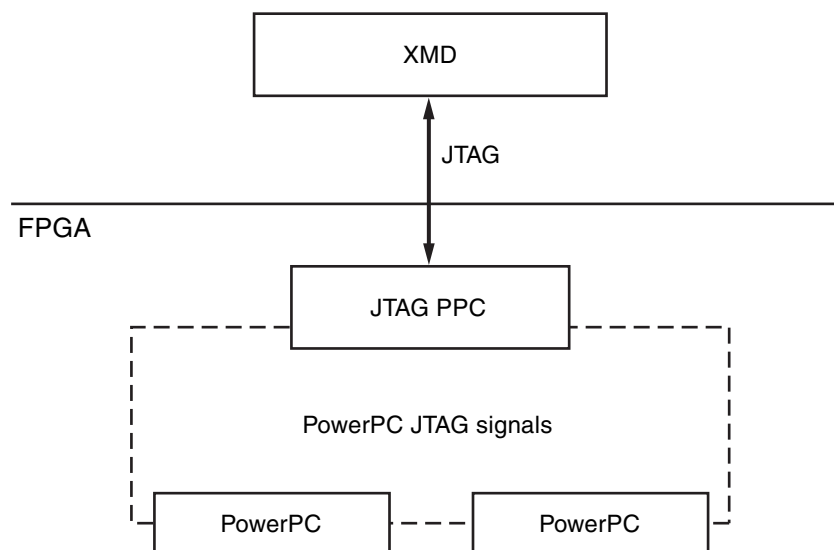 XMD
JTAG
FPGA
JTAG PPC
PowerPC JTAG signals
PowerPC
PowerPC